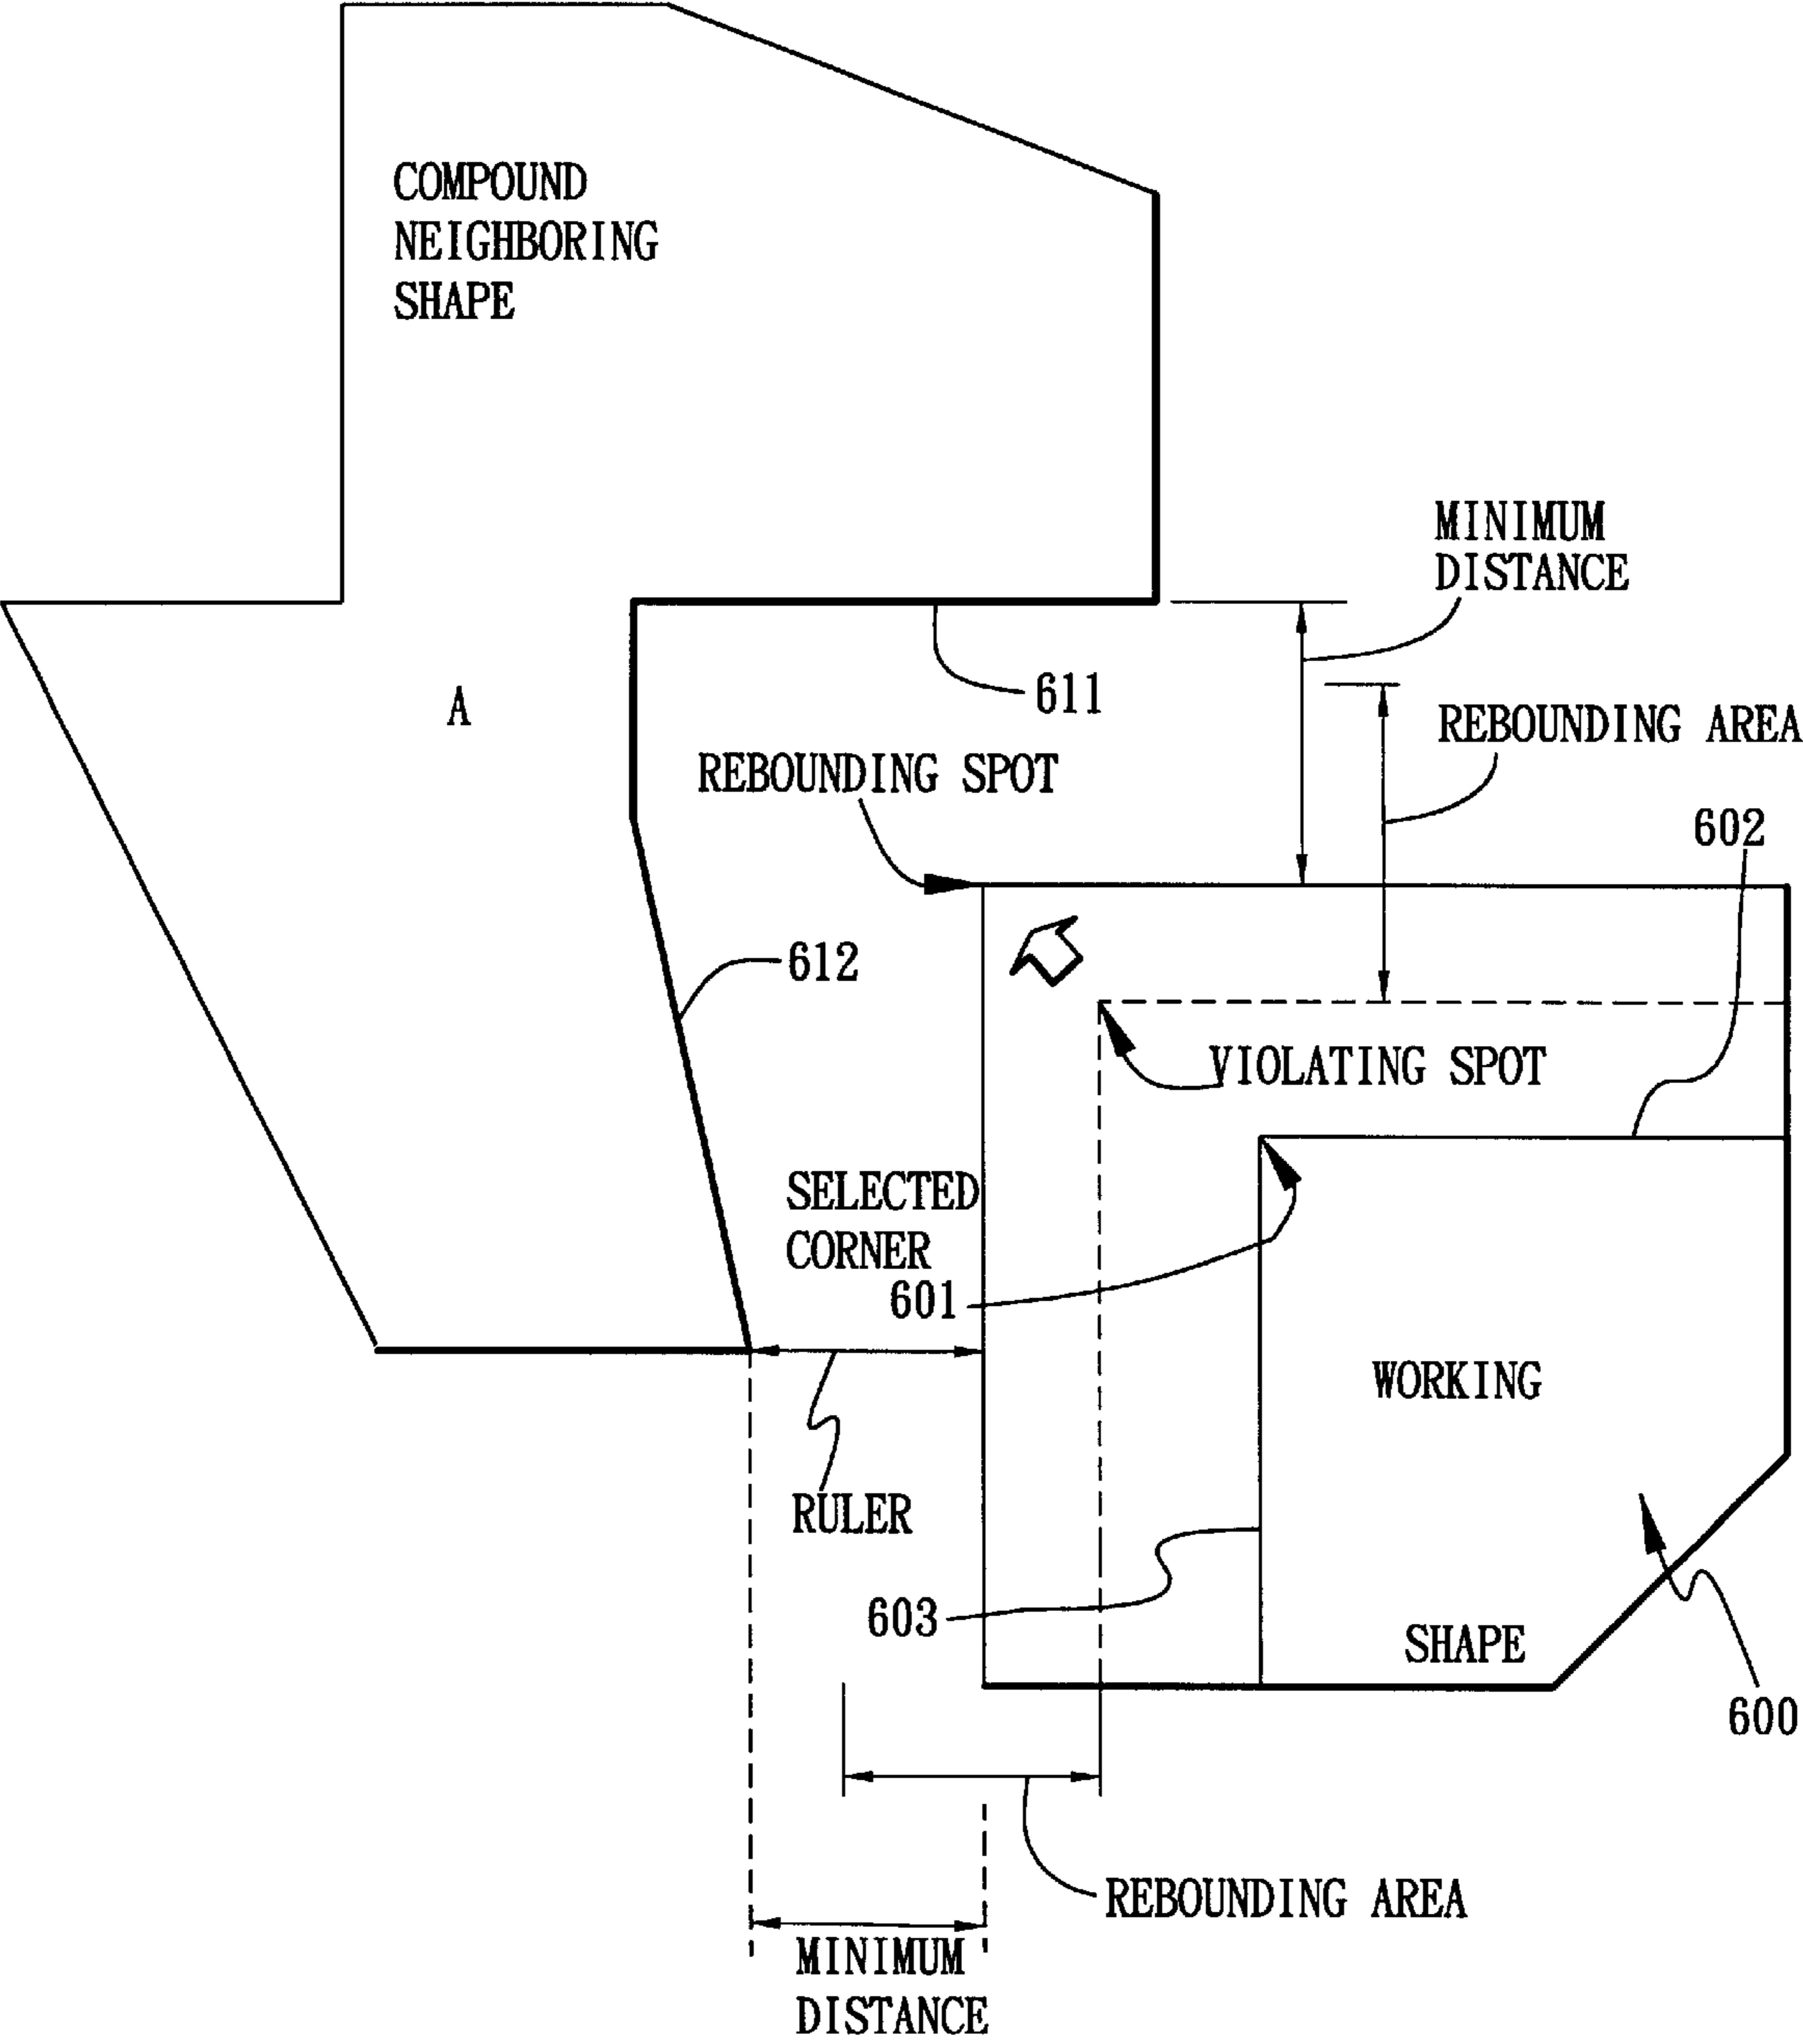 COMPOUND
NEIGHBORING
SHAPE
MINIMUM
DISTANCE
A
611
REBOUNDING AREA
REBOUNDING SPOT
602
612
VIOLATING SPOT
SELECTED
CORNER
601
WORKING
RULER
603
SHAPE
600
REBOUNDING AREA
MINIMUM
DISTANCE